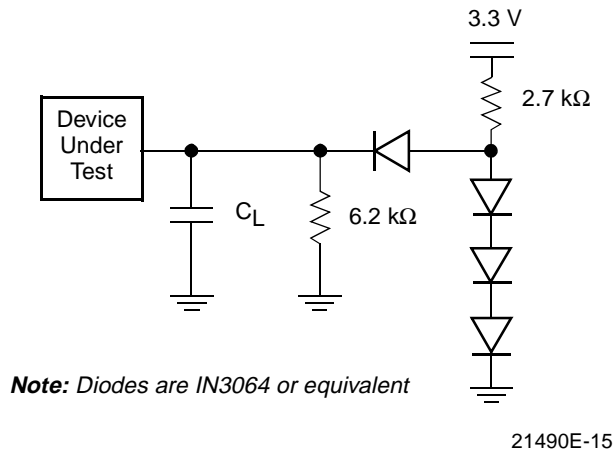 3.3 V
2.7 kΩ
Device
Under
Test
CL
6.2 kΩ
Note: Diodes are IN3064 or equivalent
21490E-15